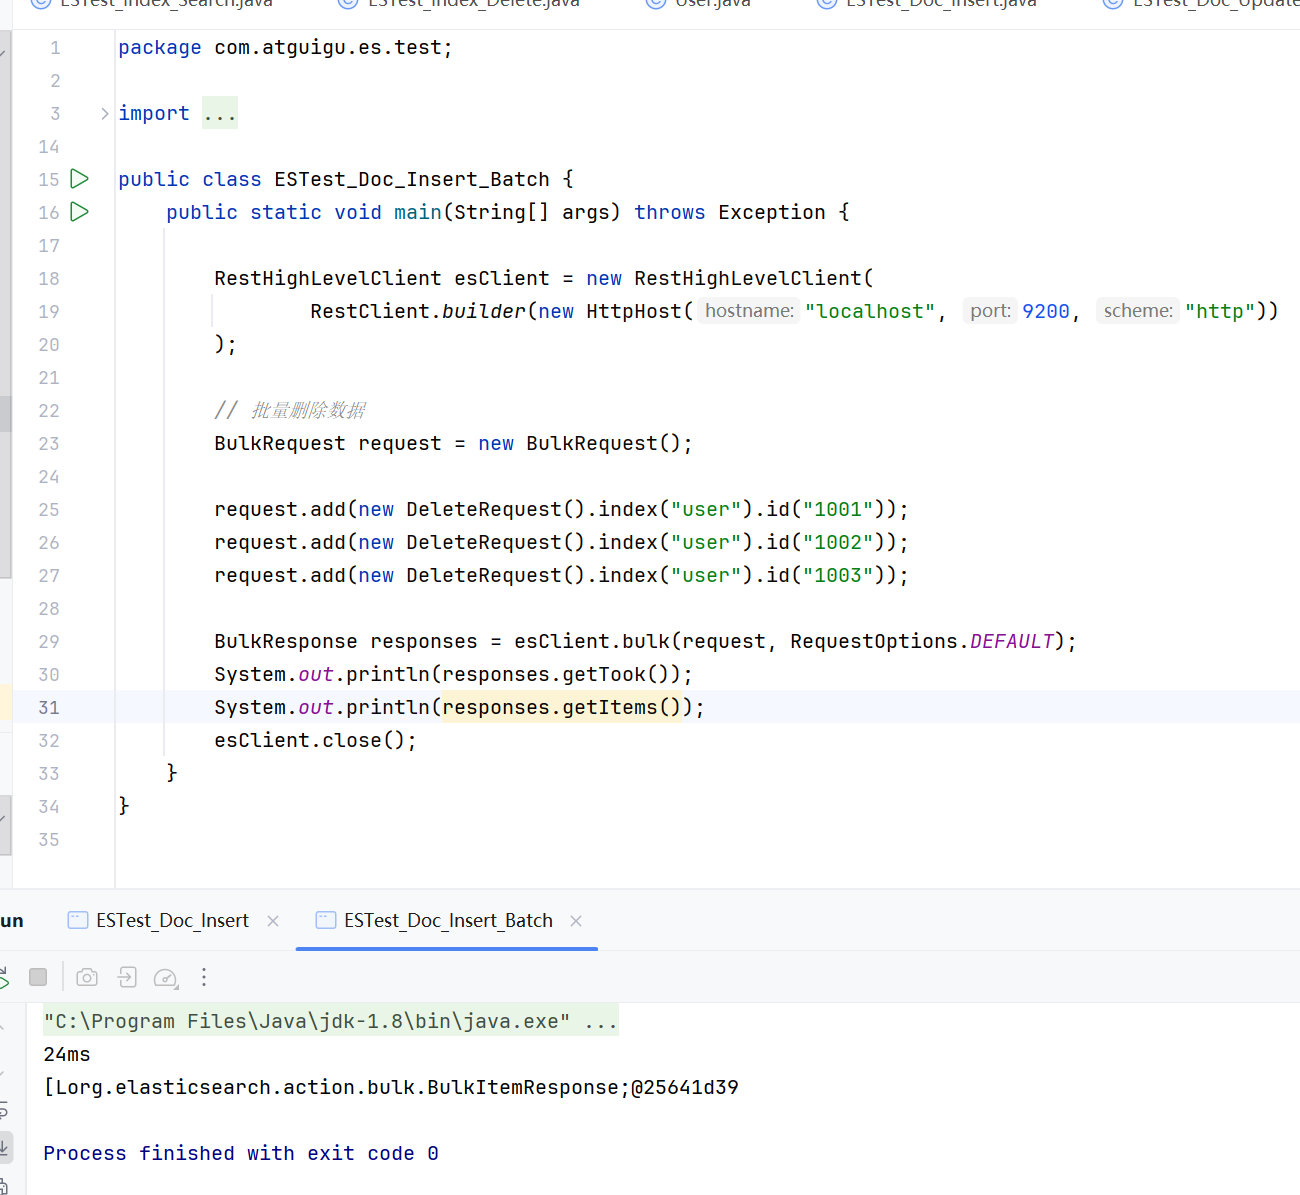 ESTest_Index_Search.java ESTest_Index_Delete.java User.java ESTest_Doc_Insert.java ESTest_Doc_Update
1 package com.atguigu.es.test;
2
3 import ...
14
15 public class ESTest_Doc_Insert_Batch {
16 public static void main(String[] args) throws Exception {
17
18 RestHighLevelClient esClient = new RestHighLevelClient(
19 RestClient.builder(new HttpHost( hostname: "localhost", port: 9200, scheme: "http"))
20 );
21
22 // 批量删除数据
23 BulkRequest request = new BulkRequest();
24
25 request.add(new DeleteRequest().index("user").id("1001"));
26 request.add(new DeleteRequest().index("user").id("1002"));
27 request.add(new DeleteRequest().index("user").id("1003"));
28
29 BulkResponse responses = esClient.bulk(request, RequestOptions.DEFAULT);
30 System.out.println(responses.getTook());
31 System.out.println(responses.getItems());
32 esClient.close();
33 }
34 }
35
un ESTest_Doc_Insert ESTest_Doc_Insert_Batch
"C:\Program Files\Java\jdk-1.8\bin\java.exe" ...
24ms
[Lorg.elasticsearch.action.bulk.BulkItemResponse;@25641d39
Process finished with exit code 0